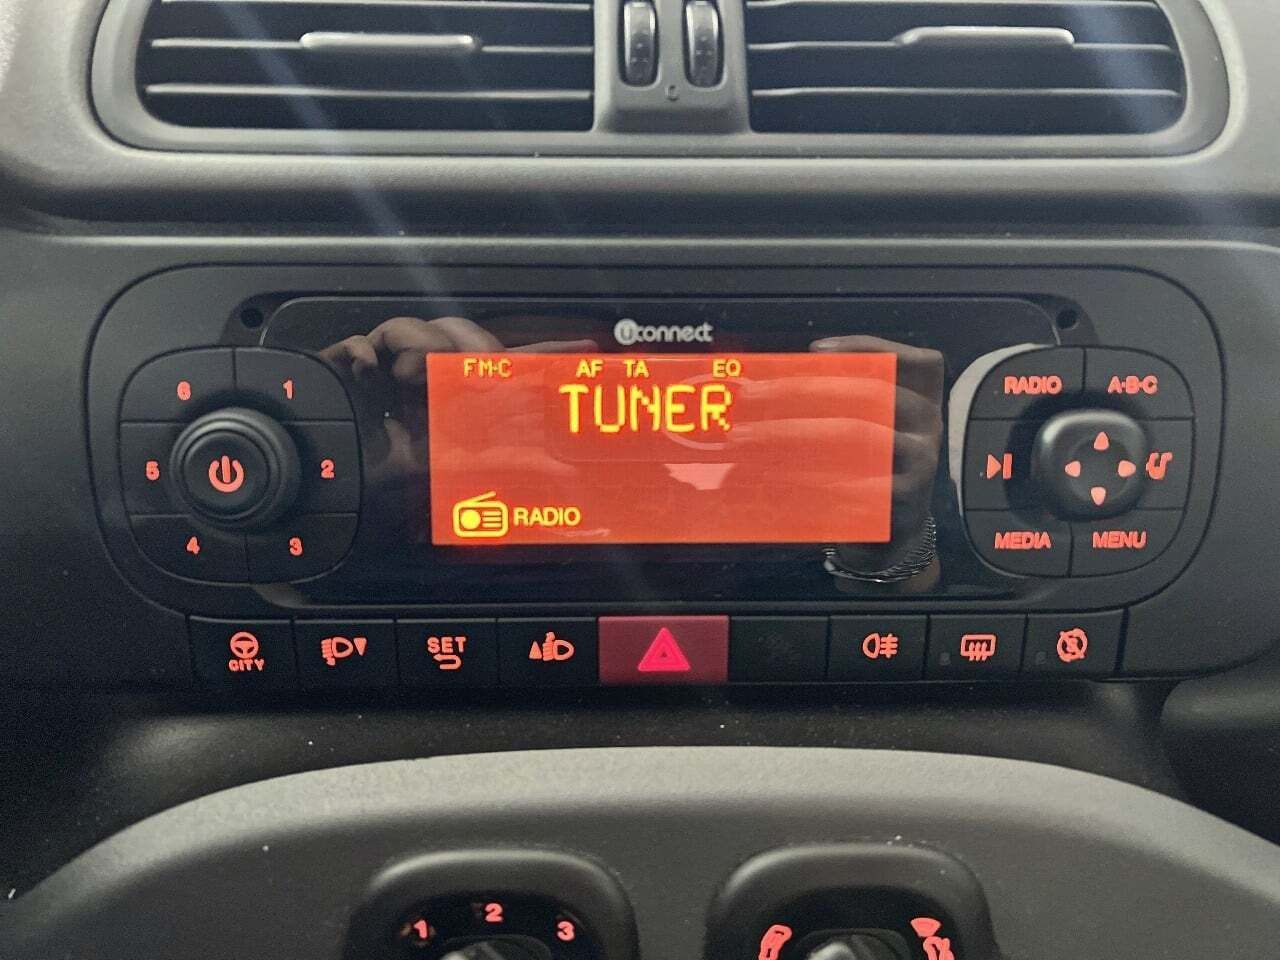 uconnect
FM-C AF TA EQ
TUNER
RADIO
6 1
5 2
4 3
RADIO A·B·C
MEDIA MENU
CITY
SET
1 2 3